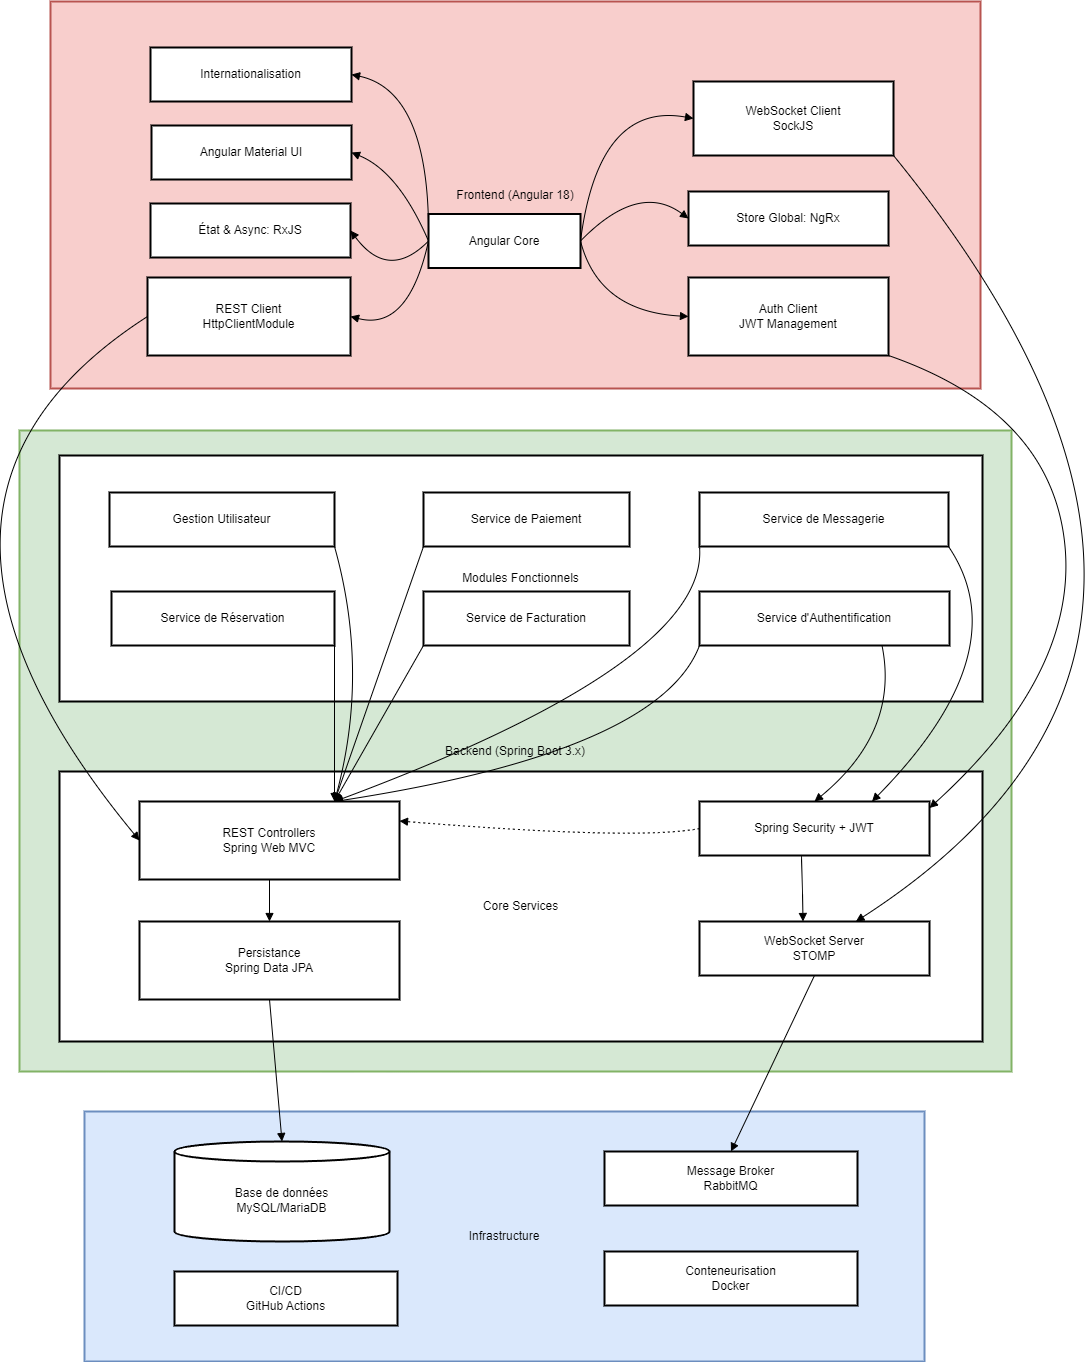 Internationalisation
WebSocket Client
SockJS
Angular Material UI
Frontend (Angular 18)
État & Async: RxJS
Angular Core
Store Global: NgRx
REST Client
HttpClientModule
Auth Client
JWT Management
Gestion Utilisateur
Service de Paiement
Service de Messagerie
Modules Fonctionnels
Service de Réservation
Service de Facturation
Service d'Authentification
Backend (Spring Boot 3.x)
REST Controllers
Spring Web MVC
Spring Security + JWT
Core Services
Persistance
Spring Data JPA
WebSocket Server
STOMP
Base de données
MySQL/MariaDB
Message Broker
RabbitMQ
Infrastructure
CI/CD
GitHub Actions
Conteneurisation
Docker